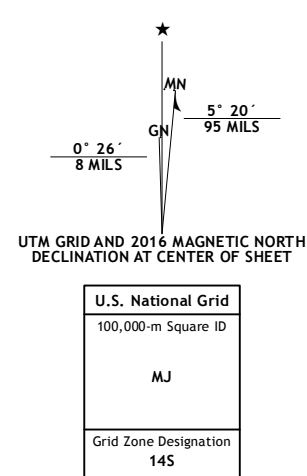 ★
MN
GN
5° 20´
95 MILS
0° 26´
8 MILS
UTM GRID AND 2016 MAGNETIC NORTH
DECLINATION AT CENTER OF SHEET
U.S. National Grid
100,000-m Square ID
MJ
Grid Zone Designation
14S